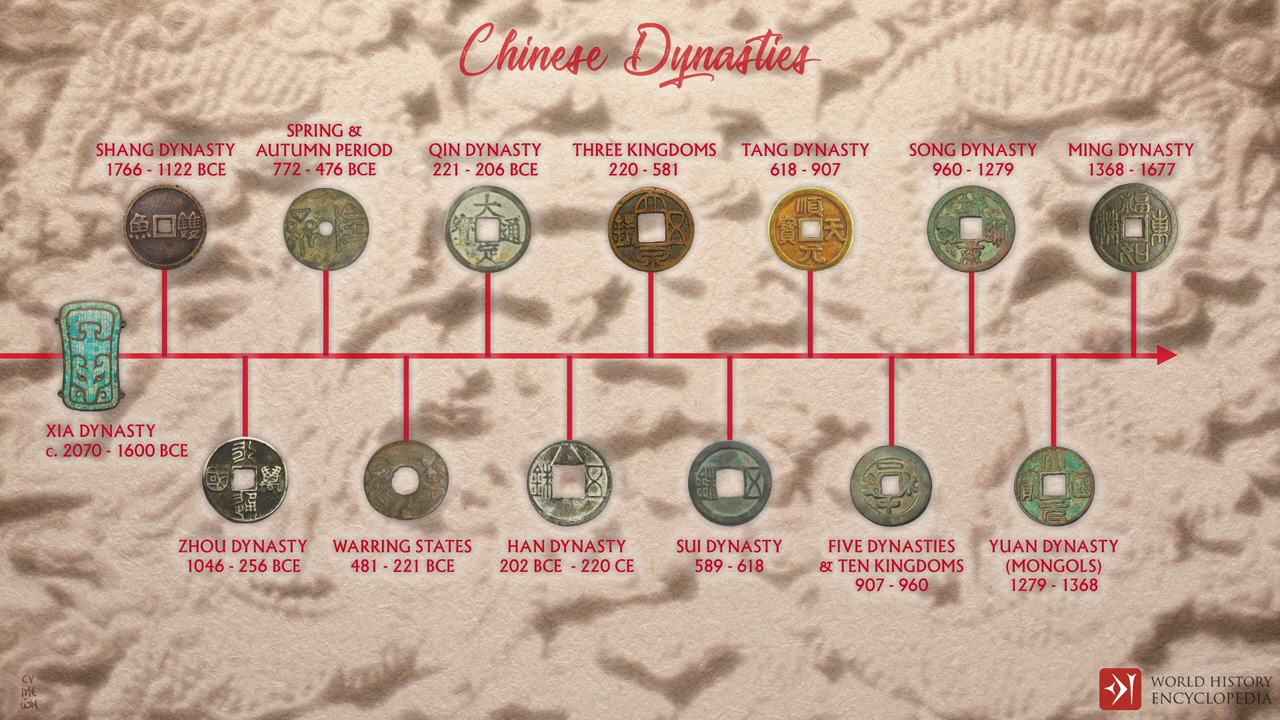 Chinese Dynasties
SHANG DYNASTY
1766 - 1122 BCE
SPRING &
AUTUMN PERIOD
772 - 476 BCE
QIN DYNASTY
221 - 206 BCE
THREE KINGDOMS
220 - 581
TANG DYNASTY
618 - 907
SONG DYNASTY
960 - 1279
MING DYNASTY
1368 - 1677
XIA DYNASTY
c. 2070 - 1600 BCE
ZHOU DYNASTY
1046 - 256 BCE
WARRING STATES
481 - 221 BCE
HAN DYNASTY
202 BCE - 220 CE
SUI DYNASTY
589 - 618
FIVE DYNASTIES
& TEN KINGDOMS
907 - 960
YUAN DYNASTY
(MONGOLS)
1279 - 1368
WORLD HISTORY
ENCYCLOPEDIA